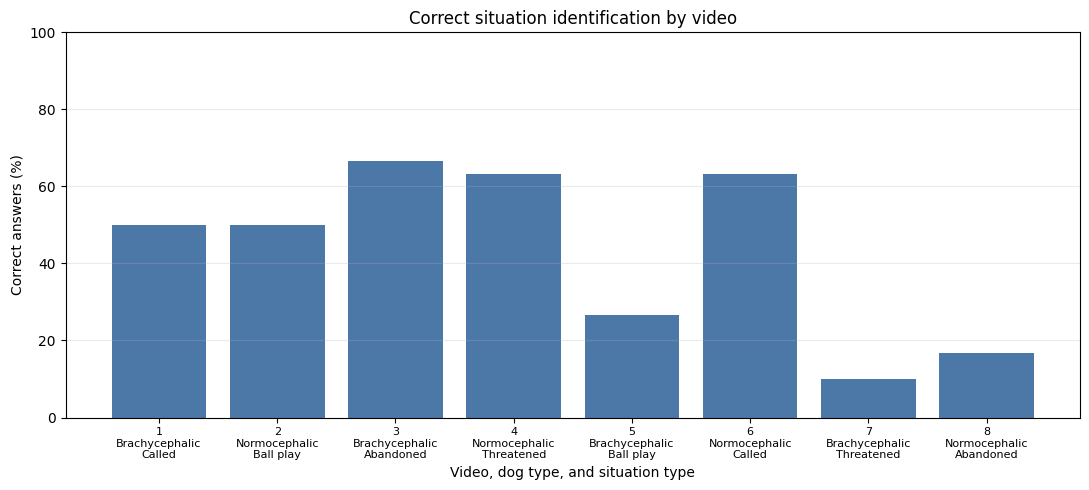 Correct situation identification by video
Correct answers (%)
100
80
60
40
20
0
1
Brachycephalic
Called
2
Normocephalic
Ball play
3
Brachycephalic
Abandoned
4
Normocephalic
Threatened
5
Brachycephalic
Ball play
6
Normocephalic
Called
7
Brachycephalic
Threatened
8
Normocephalic
Abandoned
Video, dog type, and situation type